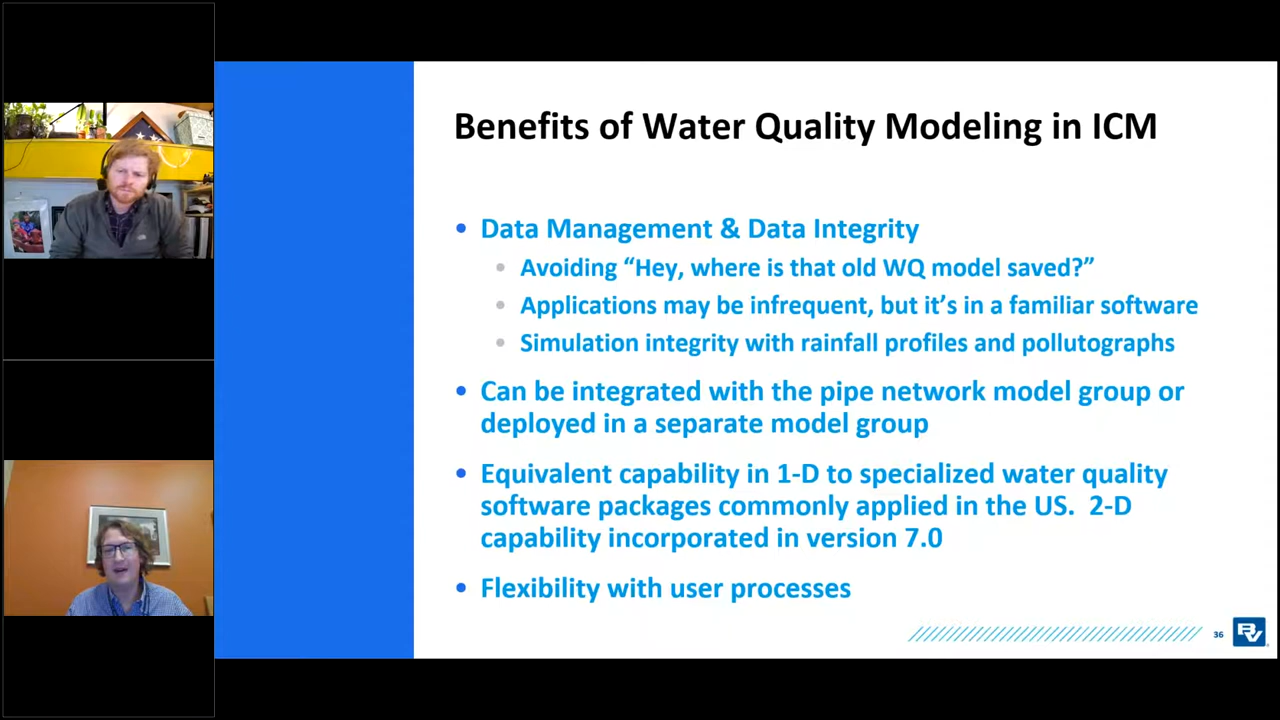 Benefits of Water Quality Modeling in ICM
• Data Management & Data Integrity
• Avoiding “Hey, where is that old WQ model saved?”
• Applications may be infrequent, but it’s in a familiar software
• Simulation integrity with rainfall profiles and pollutographs
• Can be integrated with the pipe network model group or
deployed in a separate model group
• Equivalent capability in 1-D to specialized water quality
software packages commonly applied in the US.  2-D
capability incorporated in version 7.0
• Flexibility with user processes
36
BV